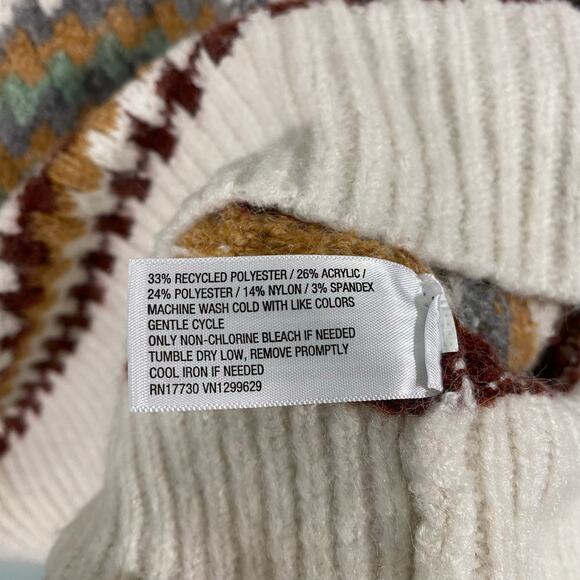 33% RECYCLED POLYESTER / 26% ACRYLIC /
24% POLYESTER / 14% NYLON / 3% SPANDEX
MACHINE WASH COLD WITH LIKE COLORS
GENTLE CYCLE
ONLY NON-CHLORINE BLEACH IF NEEDED
TUMBLE DRY LOW, REMOVE PROMPTLY
COOL IRON IF NEEDED
RN17730 VN1299629